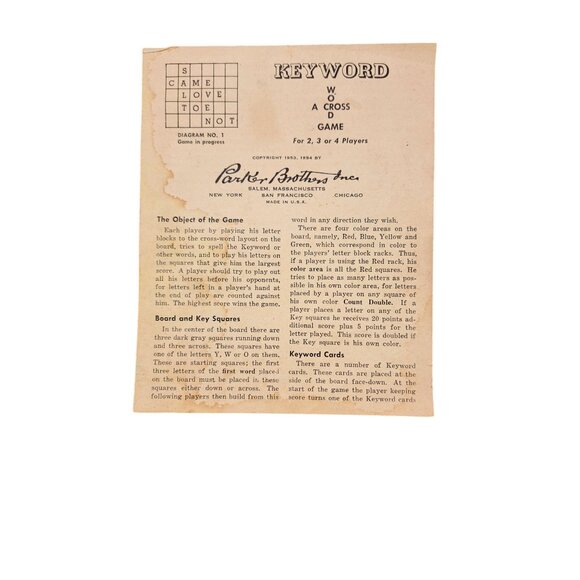 S
CAME
LOVE
TOE
NOT
DIAGRAM NO. 1
Game in progress
KEYWORD
W
O
A CROSS
D
GAME
For 2, 3 or 4 Players
COPYRIGHT 1953, 1954 BY
Parker Brothers Inc.
SALEM, MASSACHUSETTS
NEW YORK SAN FRANCISCO CHICAGO
MADE IN U.S.A.
The Object of the Game
Each player by playing his letter
blocks to the cross-word layout on the
board, tries to spell the Keyword or
other words, and to play his letters on
the squares that give him the largest
score. A player should try to play out
all his letters before his opponents,
for letters left in a player's hand at
the end of play are counted against
him. The highest score wins the game.
Board and Key Squares
In the center of the board there are
three dark gray squares running down
and three across. These squares have
one of the letters Y, W or O on them.
These are starting squares; the first
three letters of the first word placed
on the board must be placed in these
squares either down or across. The
following players then build from this
word in any direction they wish.
There are four color areas on the
board, namely, Red, Blue, Yellow and
Green, which correspond in color to
the players' letter block racks. Thus,
if a player is using the Red rack, his
color area is all the Red squares. He
tries to place as many letters as pos-
sible in his own color area, for letters
placed by a player on any square of
his own color Count Double. If a
player places a letter on any of the
Key squares he receives 20 points ad-
ditional score plus 5 points for the
letter played. This score is doubled if
the Key square is his own color.
Keyword Cards
There are a number of Keyword
cards. These cards are placed at the
side of the board face-down. At the
start of the game the player keeping
score turns one of the Keyword cards